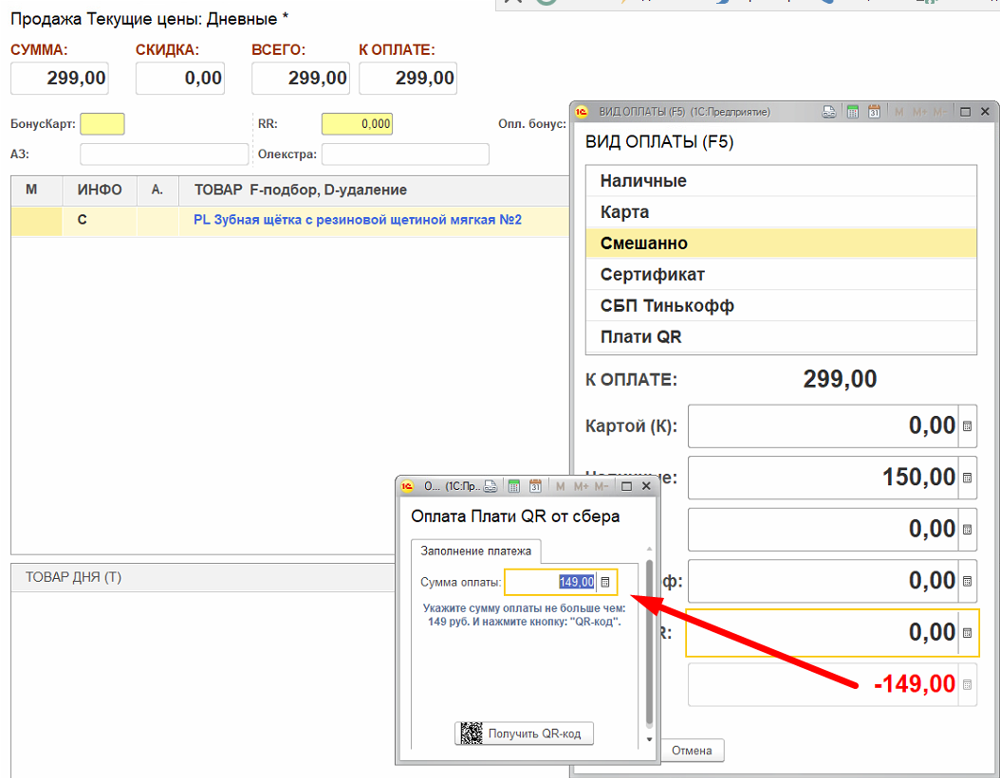 Продажа Текущие цены: Дневные *
СУММА: СКИДКА: ВСЕГО: К ОПЛАТЕ:
299,00 0,00 299,00 299,00
БонусКарт: RR: 0,000 Опл. бонус:
АЗ: Олекстра:
М ИНФО А. ТОВАР F-подбор, D-удаление
С PL Зубная щётка с резиновой щетиной мягкая №2
ТОВАР ДНЯ (Т)
ВИД ОПЛАТЫ (F5) (1С:Предприятие) 31 M M+ M-
ВИД ОПЛАТЫ (F5)
Наличные
Карта
Смешанно
Сертификат
СБП Тинькофф
Плати QR
К ОПЛАТЕ: 299,00
Картой (К): 0,00
150,00
0,00
ф: 0,00
R: 0,00
-149,00
Отмена
О... (1С:Пр... 31 M M+ M-
Оплата Плати QR от сбера
Заполнение платежа
Сумма оплаты: 149,00
Укажите сумму оплаты не больше чем:
149 руб. И нажмите кнопку: "QR-код".
Получить QR-код